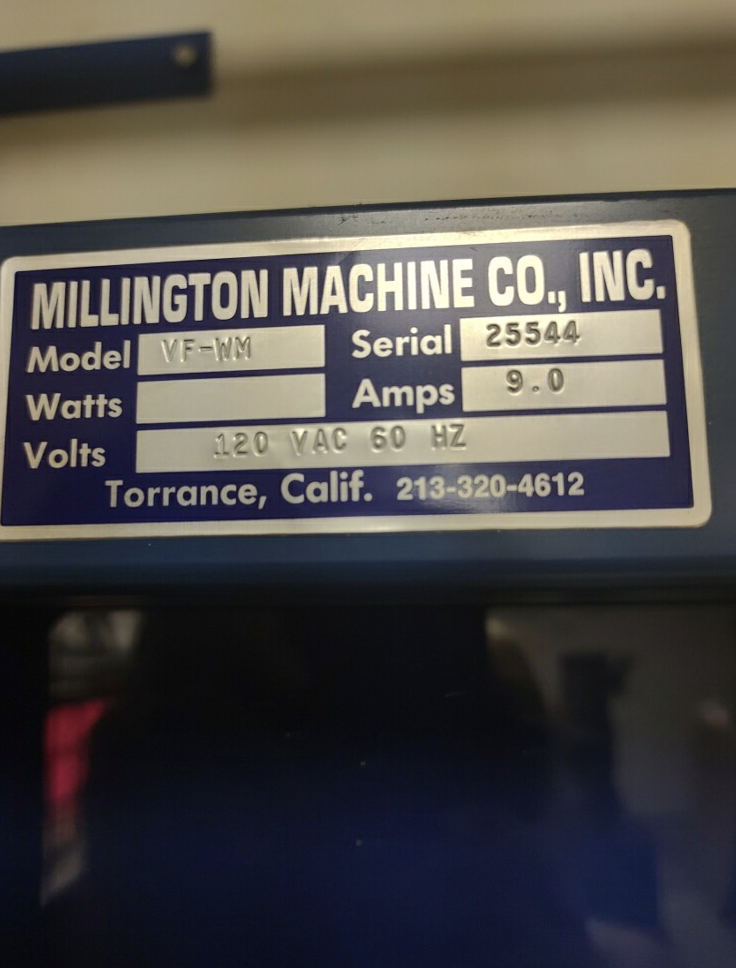 MILLINGTON MACHINE CO., INC.
Model VF-WM Serial 25544
Watts Amps 9.0
Volts 120 VAC 60 HZ
Torrance, Calif. 213-320-4612